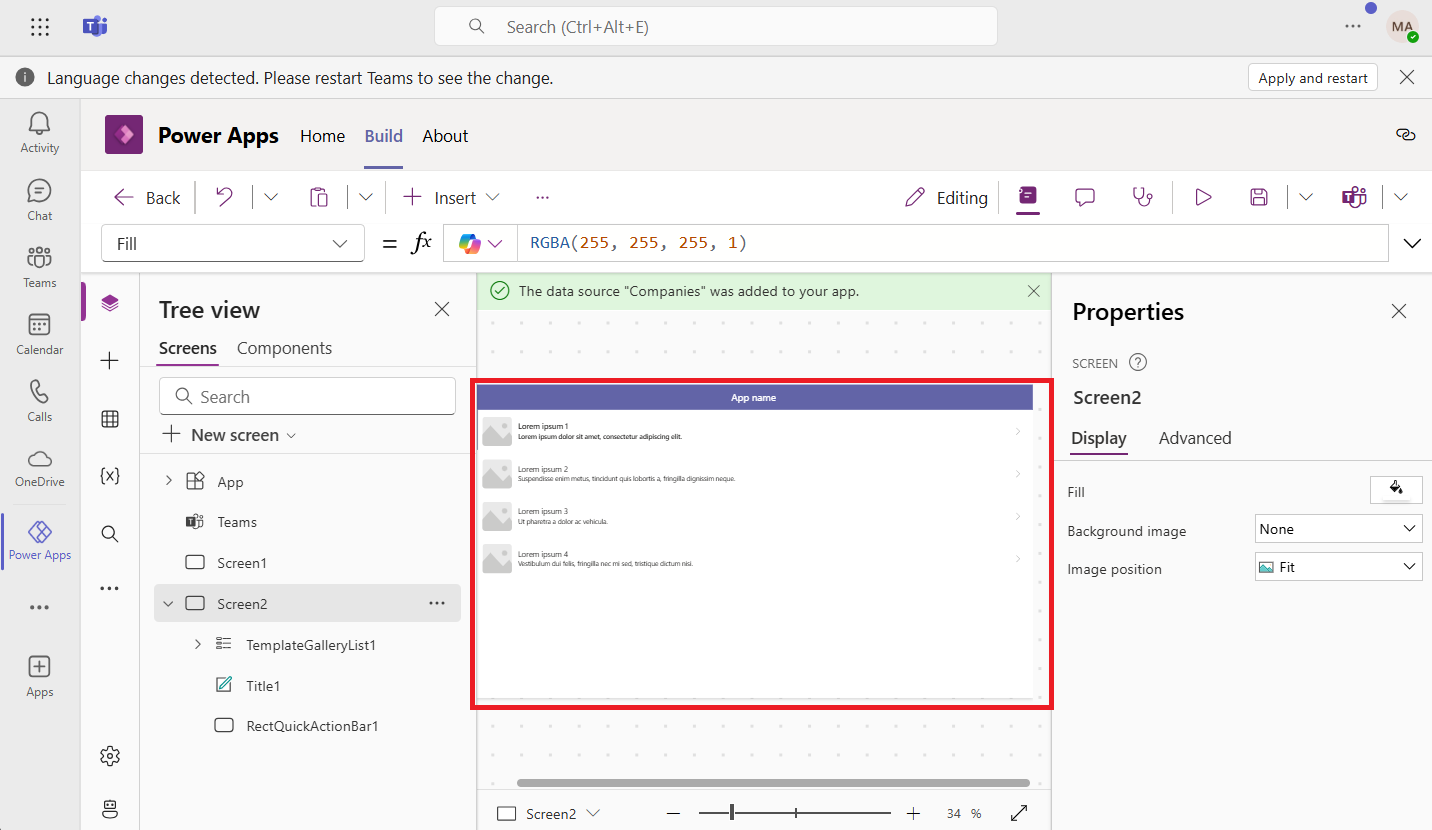 Search (Ctrl+Alt+E)
MA
Language changes detected. Please restart Teams to see the change.
Apply and restart
Activity
Chat
Teams
Calendar
Calls
OneDrive
Power Apps
Apps
Power Apps
Home
Build
About
Back
Insert
Editing
Fill
= fx
RGBA(255, 255, 255, 1)
Tree view
Screens
Components
Search
New screen
App
Teams
Screen1
Screen2
TemplateGalleryList1
Title1
RectQuickActionBar1
The data source "Companies" was added to your app.
App name
Lorem ipsum 1
Lorem ipsum dolor sit amet, consectetur adipiscing elit.
Lorem ipsum 2
Suspendisse enim metus, tincidunt quis lobortis a, fringilla dignissim neque.
Lorem ipsum 3
Ut pharetra a dolor ac vehicula.
Lorem ipsum 4
Vestibulum dui felis, fringilla nec mi sed, tristique dictum nisi.
Screen2
34 %
Properties
SCREEN
Screen2
Display
Advanced
Fill
Background image
None
Image position
Fit